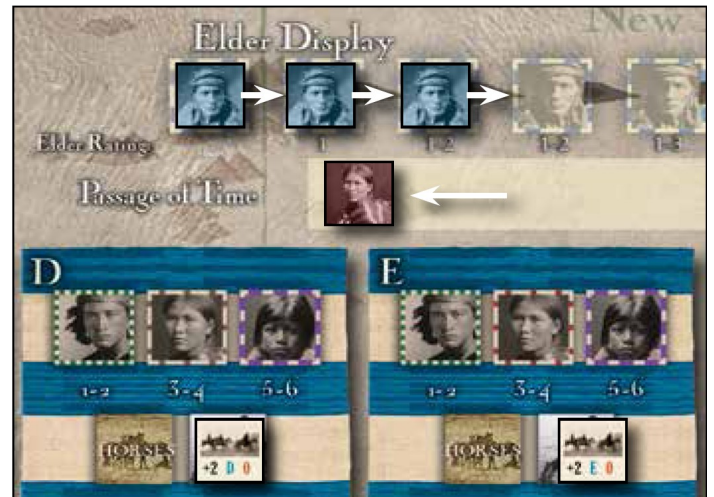 New
Elder Display
Elder Rating: 1 1-2 1-2 1-3
Passage of Time
D E
1-2 3-4 5-6 1-2 3-4 5-6
HORSES HORSES
+2 D 0 +2 E 0